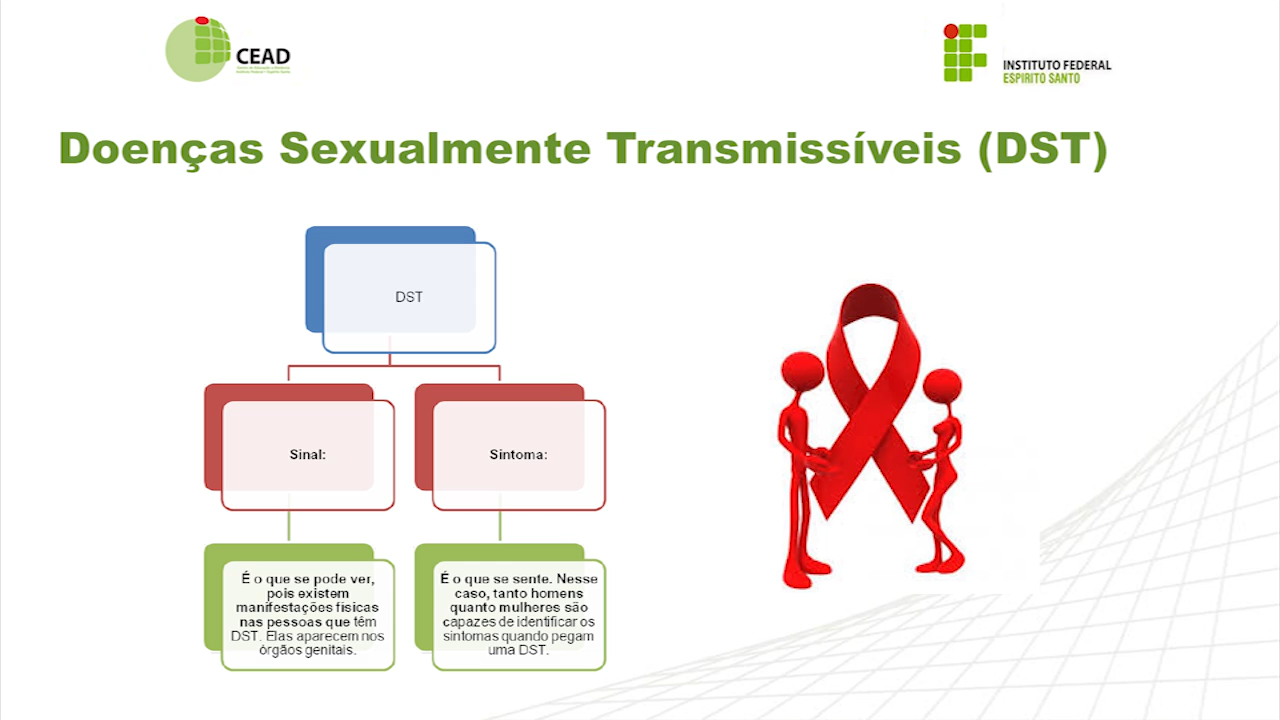 CEAD
INSTITUTO FEDERAL
ESPÍRITO SANTO
Doenças Sexualmente Transmissíveis (DST)
DST
Sinal:
Sintoma:
É o que se pode ver,
pois existem
manifestações físicas
nas pessoas que têm
DST. Elas aparecem nos
órgãos genitais.
É o que se sente. Nesse
caso, tanto homens
quanto mulheres são
capazes de identificar os
sintomas quando pegam
uma DST.